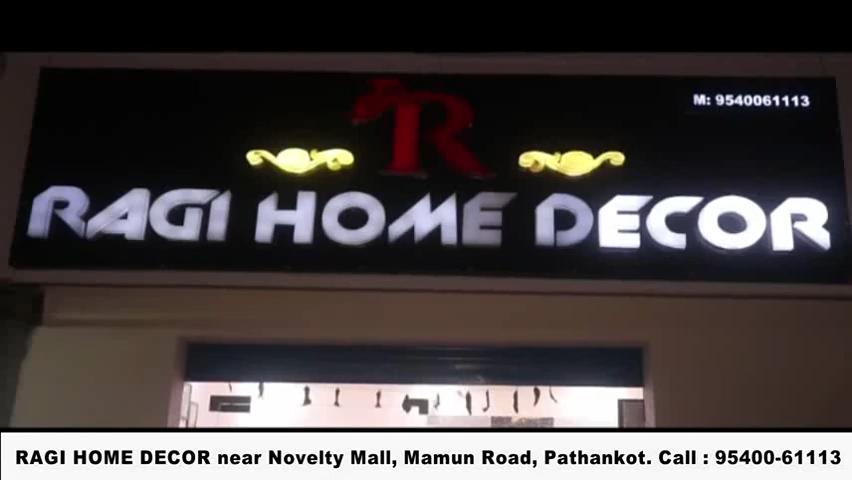 R
M: 9540061113
RAGI HOME DECOR
RAGI HOME DECOR near Novelty Mall, Mamun Road, Pathankot. Call : 95400-61113